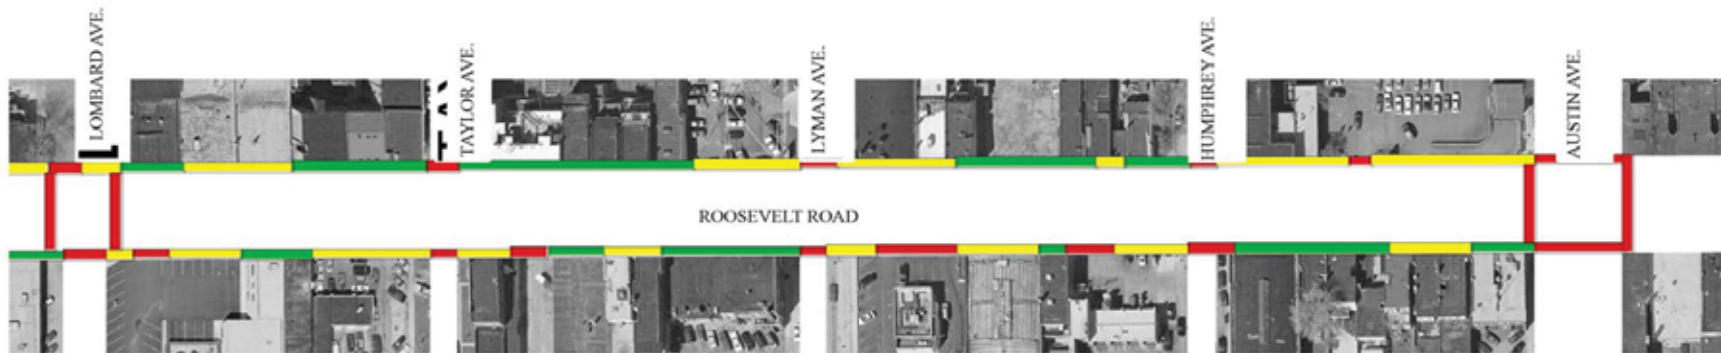 LOMBARD AVE.
TAYLOR AVE.
LYMAN AVE.
HUMPHREY AVE.
AUSTIN AVE.
ROOSEVELT ROAD